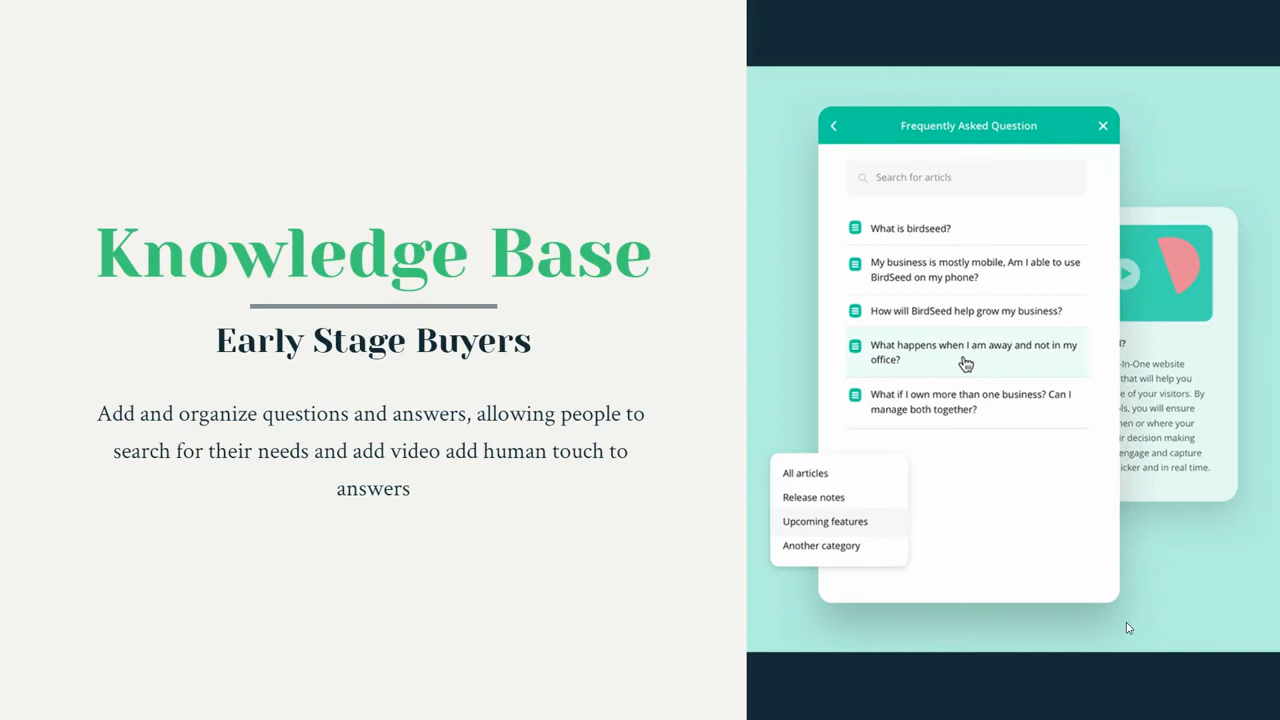 Knowledge Base
Early Stage Buyers
Add and organize questions and answers, allowing people to
search for their needs and add video add human touch to
answers
Frequently Asked Question
Search for articls
What is birdseed?
My business is mostly mobile, Am I able to use
BirdSeed on my phone?
How will BirdSeed help grow my business?
What happens when I am away and not in my
office?
What if I own more than one business? Can I
manage both together?
All articles
Release notes
Upcoming features
Another category
l?
-In-One website
that will help you
e of your visitors. By
ls, you will ensure
en or where your
r decision making
engage and capture
icker and in real time.